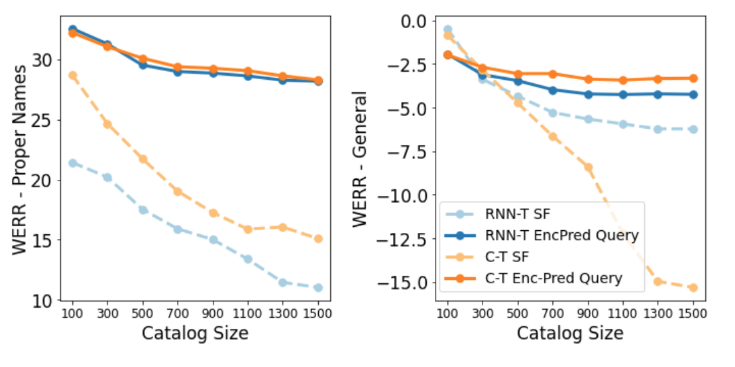 WERR - Proper Names
30
25
20
15
10
100 300 500 700 900 1100 1300 1500
Catalog Size
WERR - General
0.0
−2.5
−5.0
−7.5
−10.0
−12.5
−15.0
RNN-T SF
RNN-T EncPred Query
C-T SF
C-T Enc-Pred Query
100 300 500 700 900 1100 1300 1500
Catalog Size